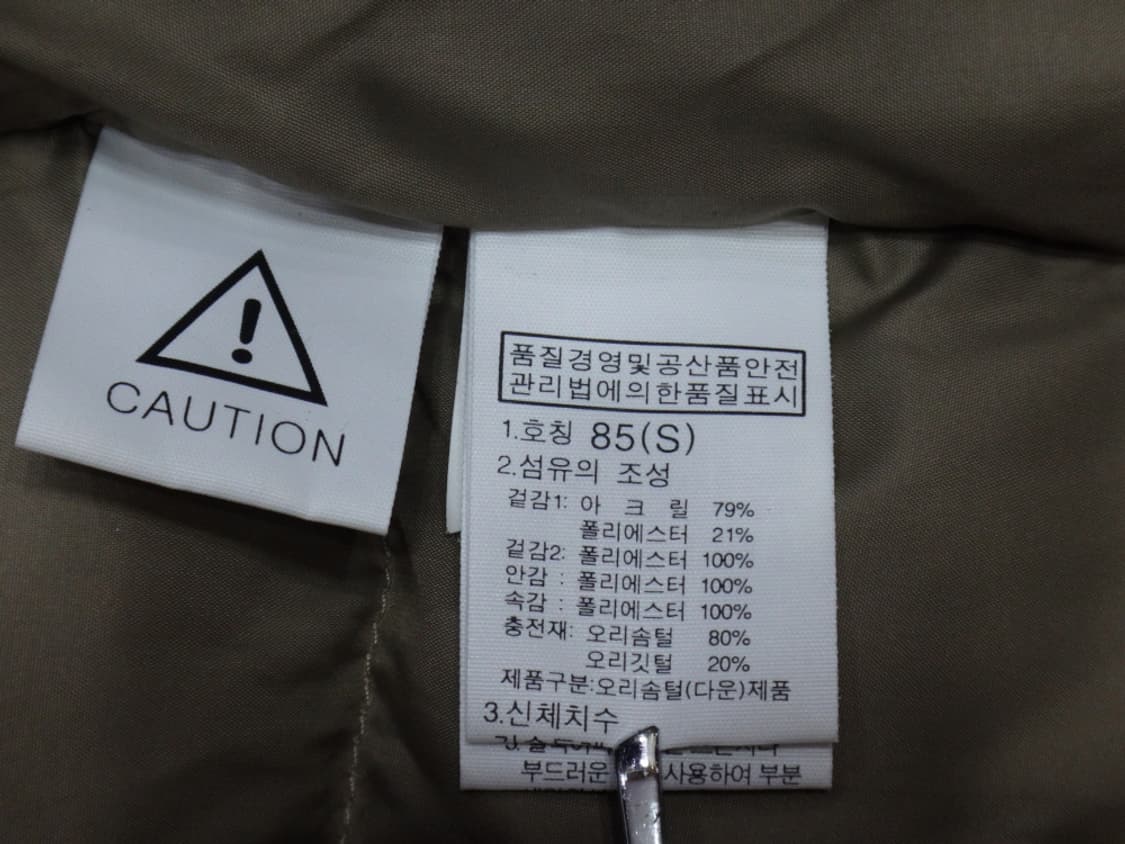 CAUTION
품질경영및공산품안전
관리법에의한품질표시
1.호칭 85(S)
2.섬유의 조성
겉감1: 아 크 릴 79%
폴리에스터 21%
겉감2: 폴리에스터 100%
안감 : 폴리에스터 100%
속감 : 폴리에스터 100%
충전재: 오리솜털 80%
오리깃털 20%
제품구분:오리솜털(다운)제품
3.신체치수
부드러운 사용하여 부분